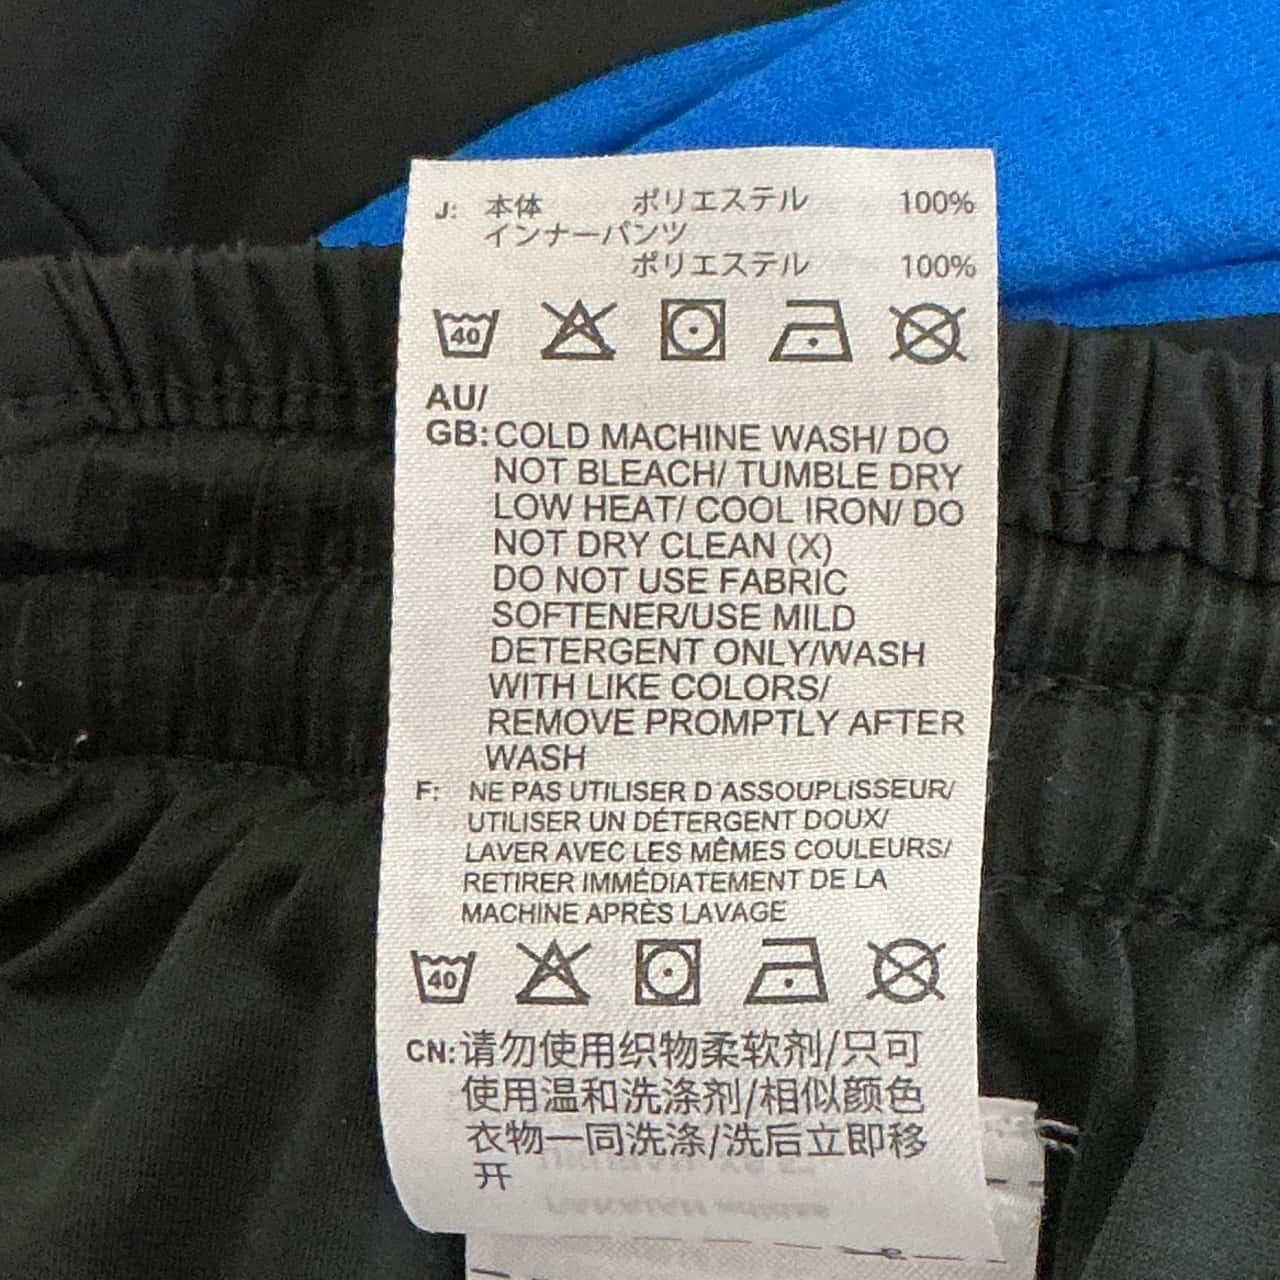 J: 本体 ポリエステル 100%
インナーパンツ
ポリエステル 100%
40
AU/
GB: COLD MACHINE WASH/ DO
NOT BLEACH/ TUMBLE DRY
LOW HEAT/ COOL IRON/ DO
NOT DRY CLEAN (X)
DO NOT USE FABRIC
SOFTENER/USE MILD
DETERGENT ONLY/WASH
WITH LIKE COLORS/
REMOVE PROMPTLY AFTER
WASH
F: NE PAS UTILISER D'ASSOUPLISSEUR/
UTILISER UN DÉTERGENT DOUX/
LAVER AVEC LES MÊMES COULEURS/
RETIRER IMMÉDIATEMENT DE LA
MACHINE APRÈS LAVAGE
40
CN: 请勿使用织物柔软剂/只可
使用温和洗涤剂/相似颜色
衣物一同洗涤/洗后立即移
开